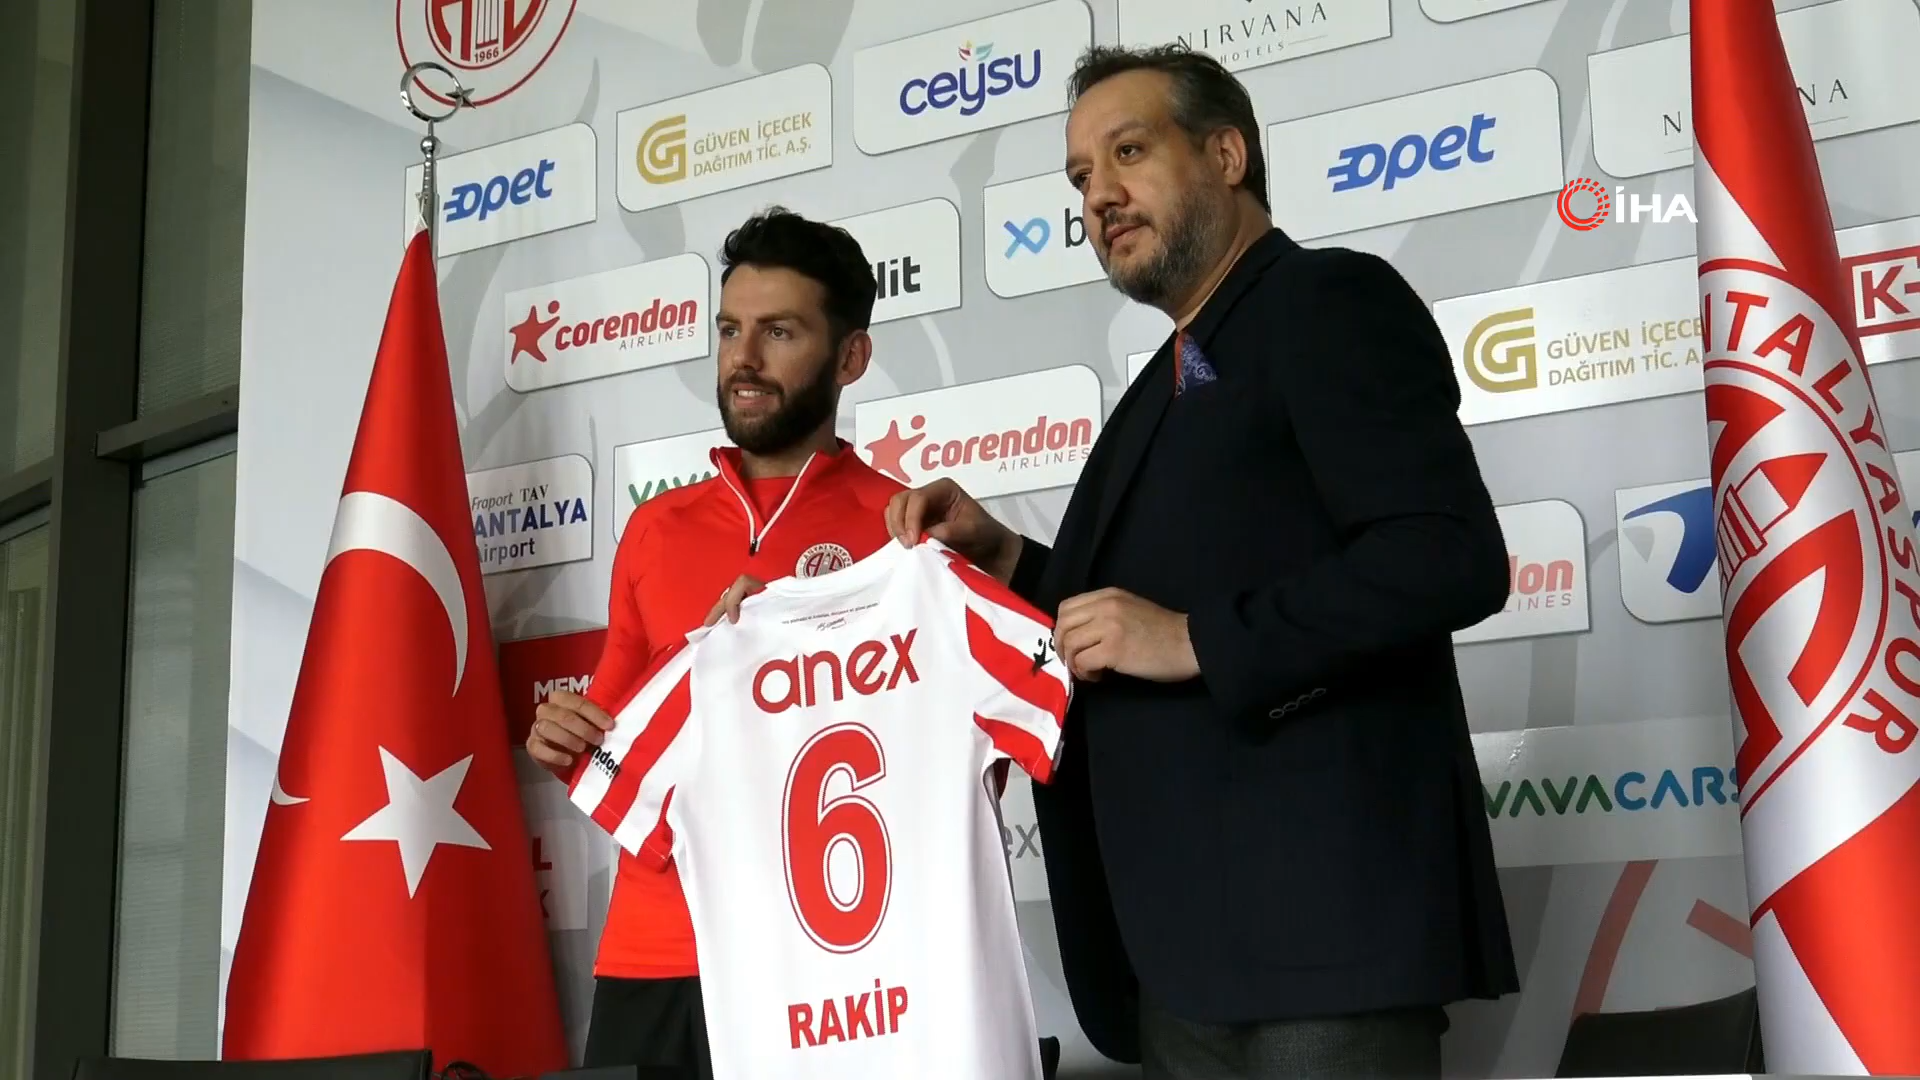 1966
opet
GÜVEN İÇECEK
DAĞITIM TİC. A.Ş.
ceysu
NIRVANA
HOTELS
opet
İHA
corendon
AIRLINES
GÜVEN İÇECE
DAĞITIM TİC. A
corendon
AIRLINES
Fraport TAV
ANTALYA
Airport
ANTALYASPOR
anex
6
RAKİP
VAVACARS